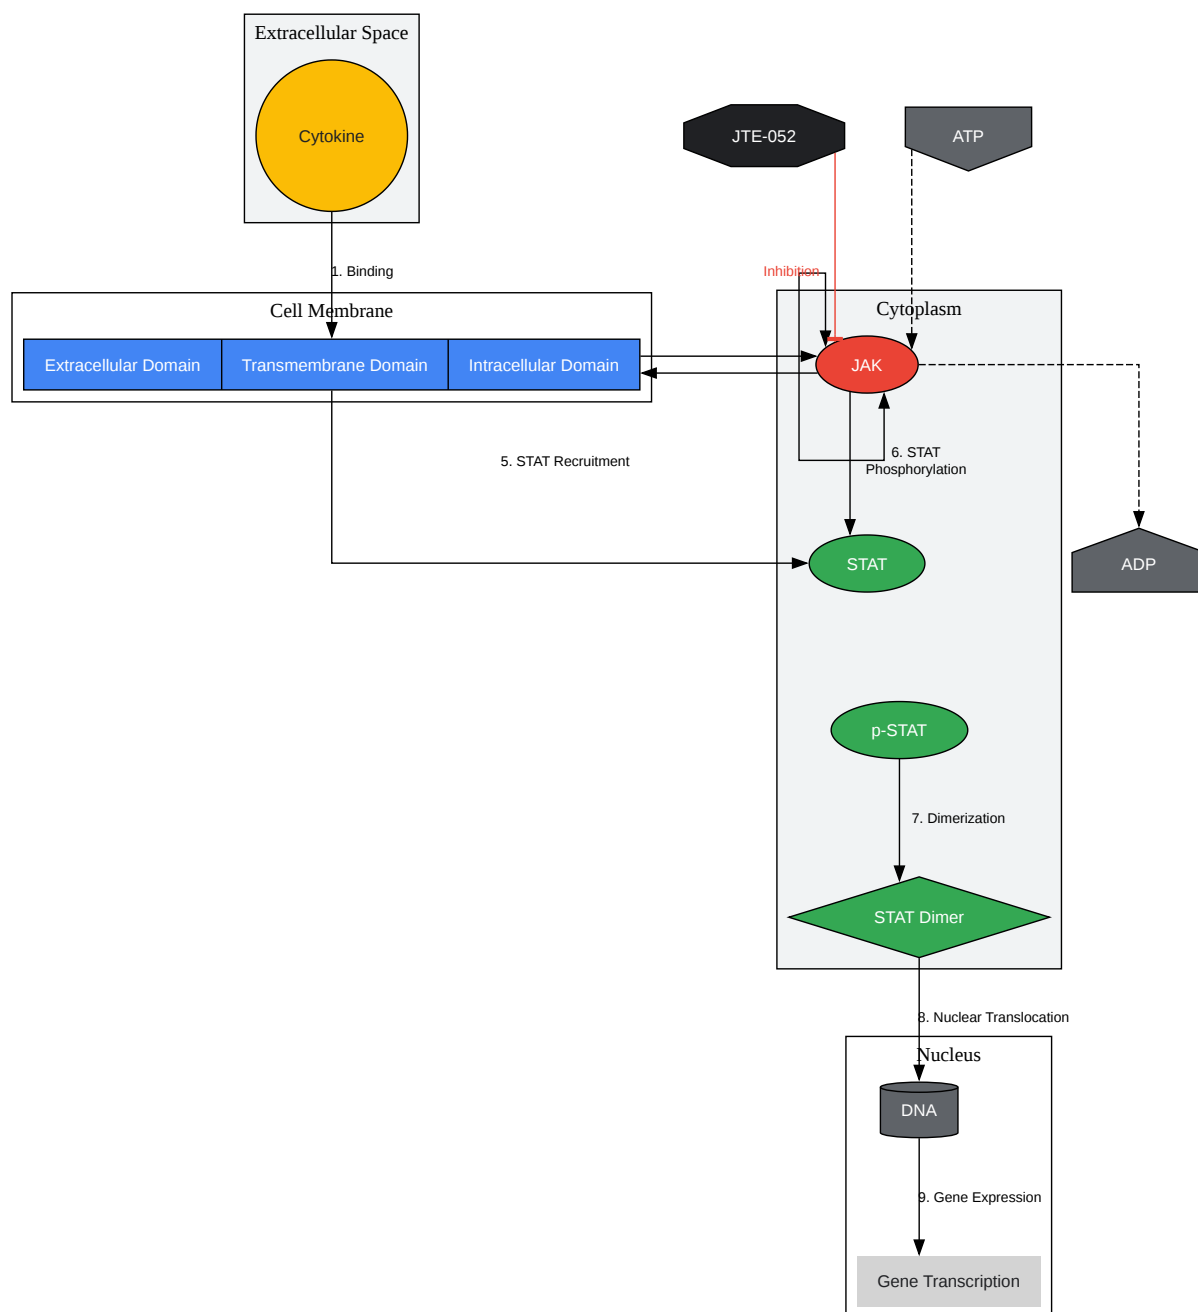 Extracellular Space
Cytokine
JTE-052
ATP
1. Binding
Inhibition
Cell Membrane
Cytoplasm
Extracellular Domain
Transmembrane Domain
Intracellular Domain
JAK
5. STAT Recruitment
6. STAT
Phosphorylation
STAT
ADP
p-STAT
7. Dimerization
STAT Dimer
8. Nuclear Translocation
Nucleus
DNA
9. Gene Expression
Gene Transcription